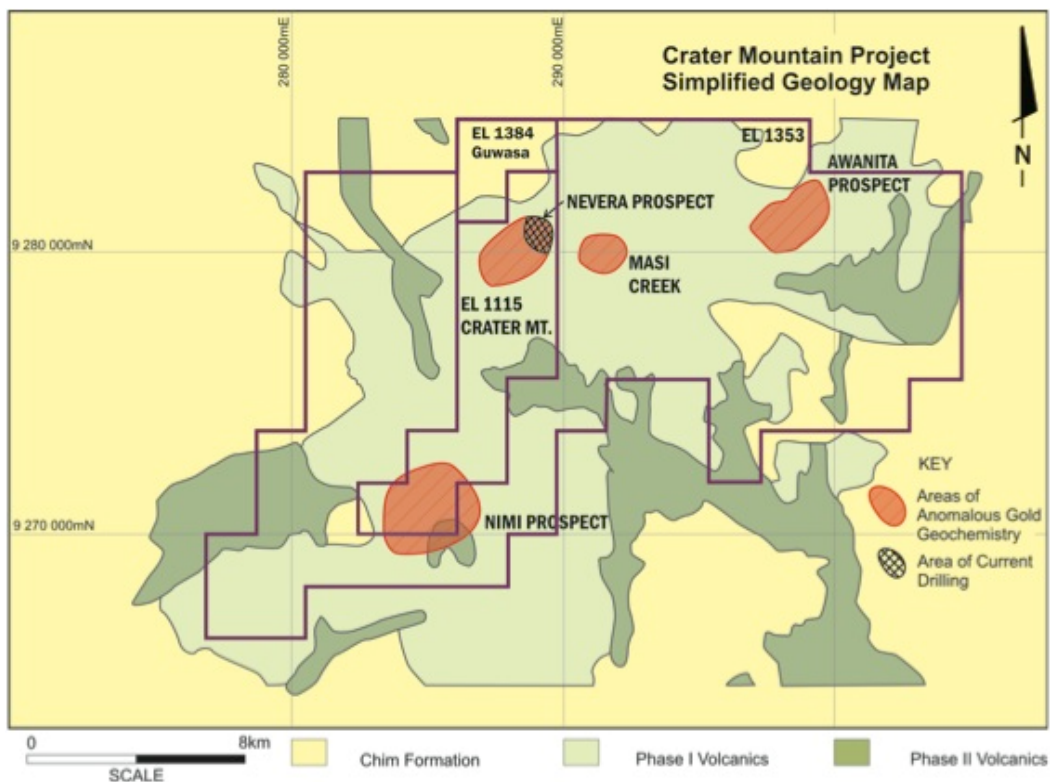 280 000mE
290 000mE
Crater Mountain Project
Simplified Geology Map
N
EL 1384
Guwasa
EL 1353
AWANITA
PROSPECT
NEVERA PROSPECT
9 280 000mN
MASI
CREEK
EL 1115
CRATER MT.
KEY
Areas of
Anomalous Gold
Geochemistry
NIMI PROSPECT
9 270 000mN
Area of Current
Drilling
0 8km
SCALE
Chim Formation
Phase I Volcanics
Phase II Volcanics